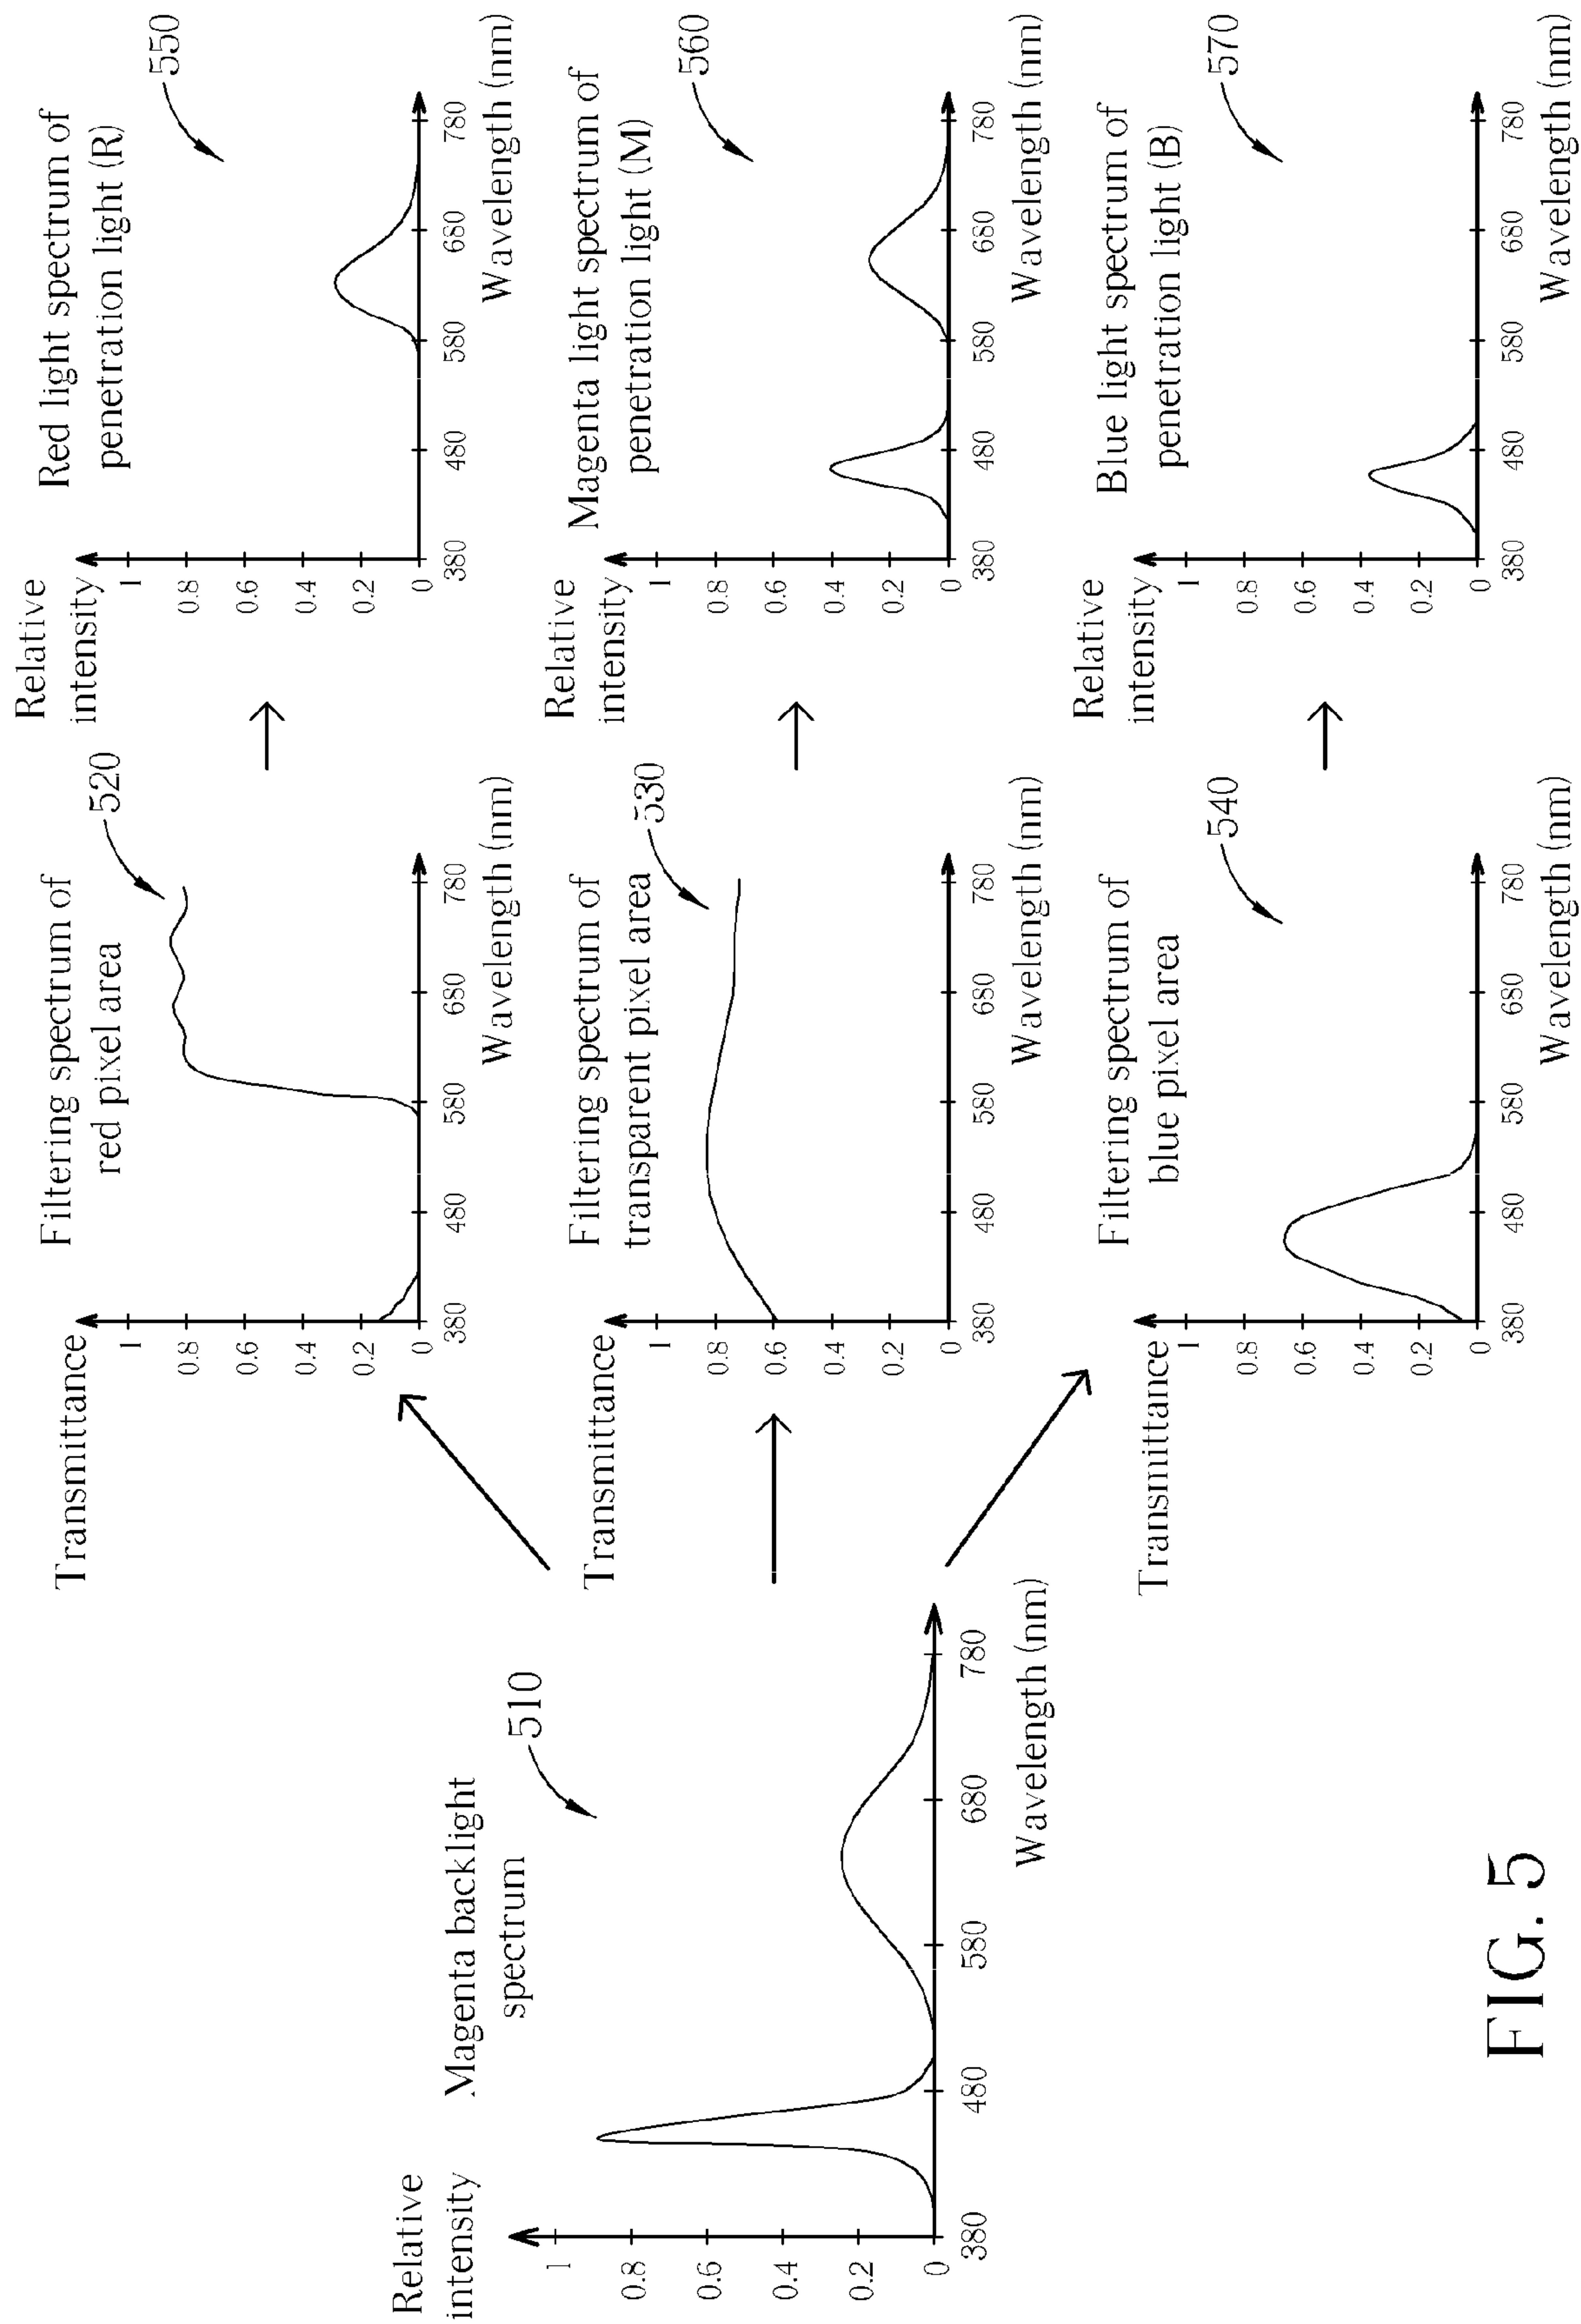 Relative
intensity
Magenta backlight
spectrum
510
1
0.8
0.6
0.4
0.2
0
380
480
580
680
780
Wavelength (nm)
Transmittance
Filtering spectrum of
red pixel area
520
1
0.8
0.6
0.4
0.2
0
380
480
580
680
780
Wavelength (nm)
Relative
intensity
Red light spectrum of
penetration light (R)
550
1
0.8
0.6
0.4
0.2
0
380
480
580
680
780
Wavelength (nm)
Transmittance
Filtering spectrum of
transparent pixel area
530
1
0.8
0.6
0.4
0.2
0
380
480
580
680
780
Wavelength (nm)
Relative
intensity
Magenta light spectrum of
penetration light (M)
560
1
0.8
0.6
0.4
0.2
0
380
480
580
680
780
Wavelength (nm)
Transmittance
Filtering spectrum of
blue pixel area
540
1
0.8
0.6
0.4
0.2
0
380
480
580
680
780
Wavelength (nm)
Relative
intensity
Blue light spectrum of
penetration light (B)
570
1
0.8
0.6
0.4
0.2
0
380
480
580
680
780
Wavelength (nm)
FIG. 5